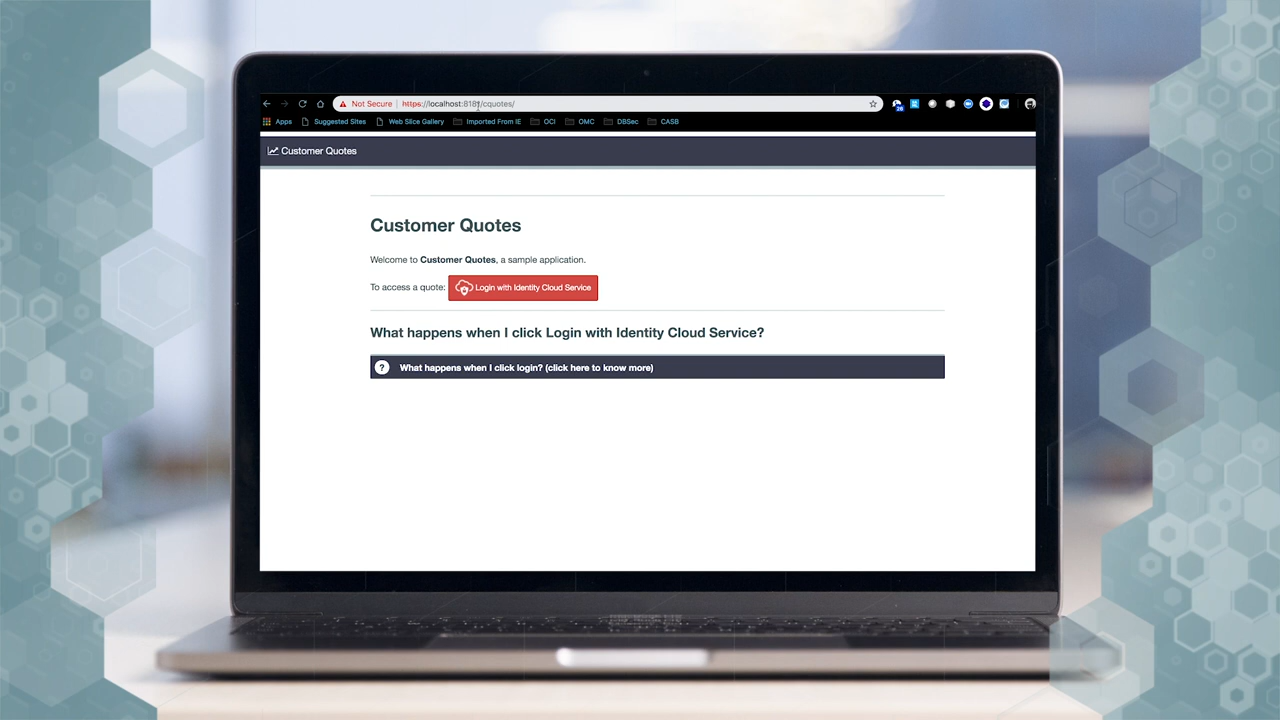 Not Secure | https://localhost:8181/cquotes/
26
Apps Suggested Sites Web Slice Gallery Imported From IE OCI OMC DBSec CASB
Customer Quotes
Customer Quotes
Welcome to Customer Quotes, a sample application.
To access a quote: Login with Identity Cloud Service
What happens when I click Login with Identity Cloud Service?
? What happens when I click login? (click here to know more)